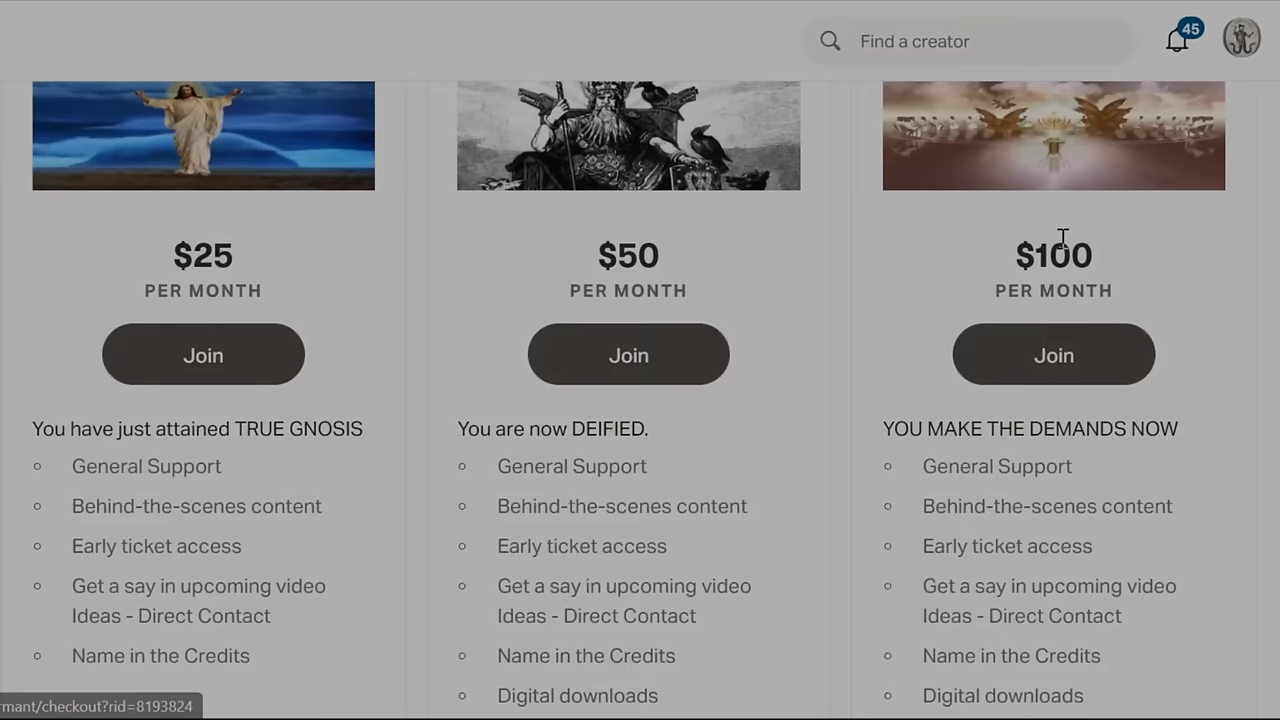 Find a creator
45
$25
PER MONTH
Join
You have just attained TRUE GNOSIS
General Support
Behind-the-scenes content
Early ticket access
Get a say in upcoming video
Ideas - Direct Contact
Name in the Credits
$50
PER MONTH
Join
You are now DEIFIED.
General Support
Behind-the-scenes content
Early ticket access
Get a say in upcoming video
Ideas - Direct Contact
Name in the Credits
Digital downloads
$100
PER MONTH
Join
YOU MAKE THE DEMANDS NOW
General Support
Behind-the-scenes content
Early ticket access
Get a say in upcoming video
Ideas - Direct Contact
Name in the Credits
Digital downloads
rmant/checkout?rid=8193824